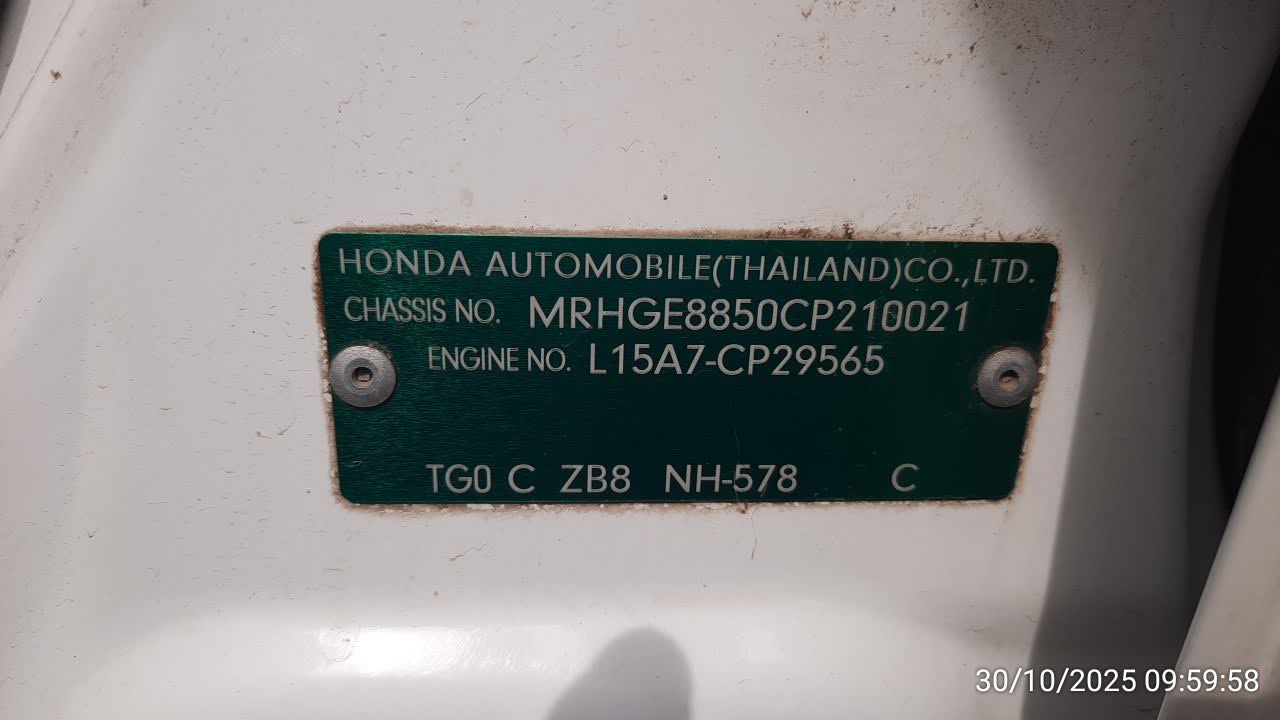 HONDA AUTOMOBILE(THAILAND)CO.,LTD.
CHASSIS NO. MRHGE8850CP210021
ENGINE NO. L15A7-CP29565
TG0 C ZB8 NH-578 C
30/10/2025 09:59:58